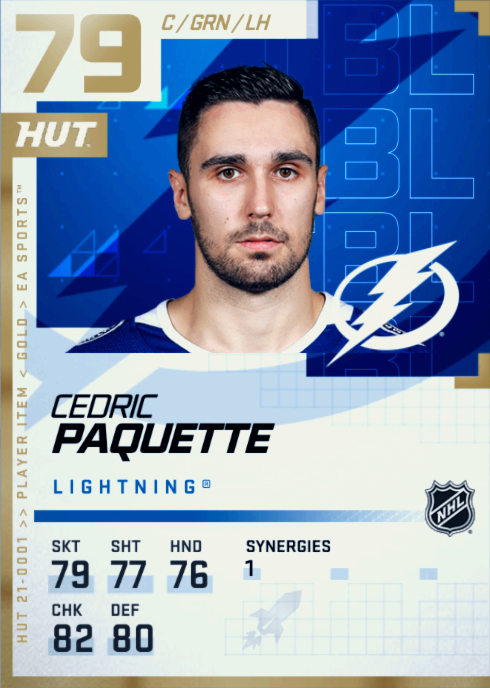 79
C / GRN / LH
HUT
BL
BL
BL
HUT 21-0001 >> PLAYER ITEM < GOLD > EA SPORTS™
CEDRIC
PAQUETTE
LIGHTNING®
NHL
SKT SHT HND SYNERGIES
79 77 76 1
CHK DEF
82 80